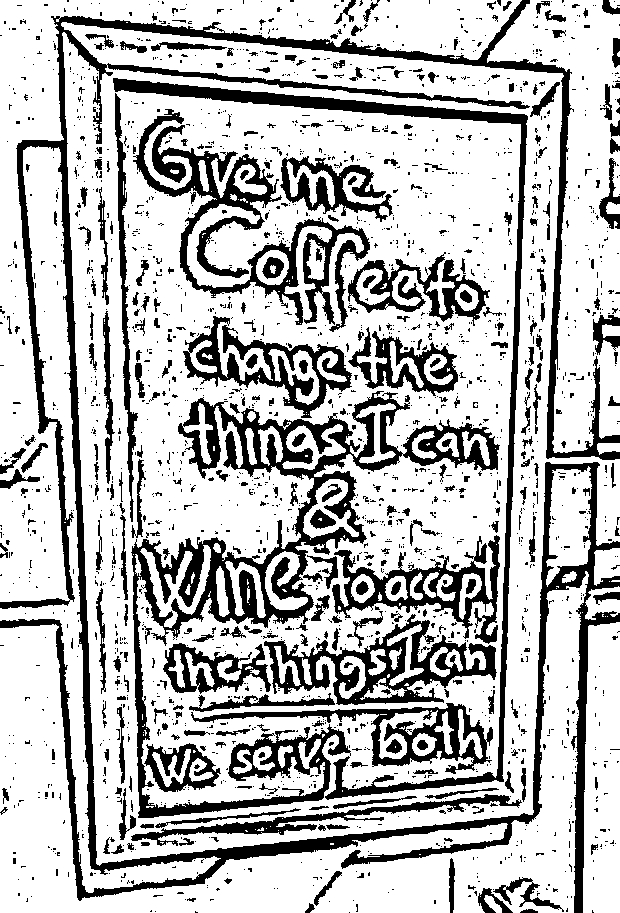 Give me
Coffee to
change the
things I can
&
Wine to accept
the things I can't
We serve both